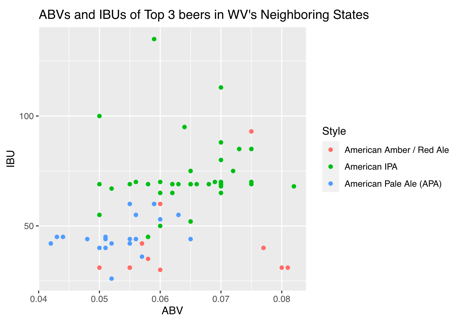 ABVs and IBUs of Top 3 beers in WV's Neighboring States
100
50
IBU
0.04 0.05 0.06 0.07 0.08
ABV
Style
American Amber / Red Ale
American IPA
American Pale Ale (APA)